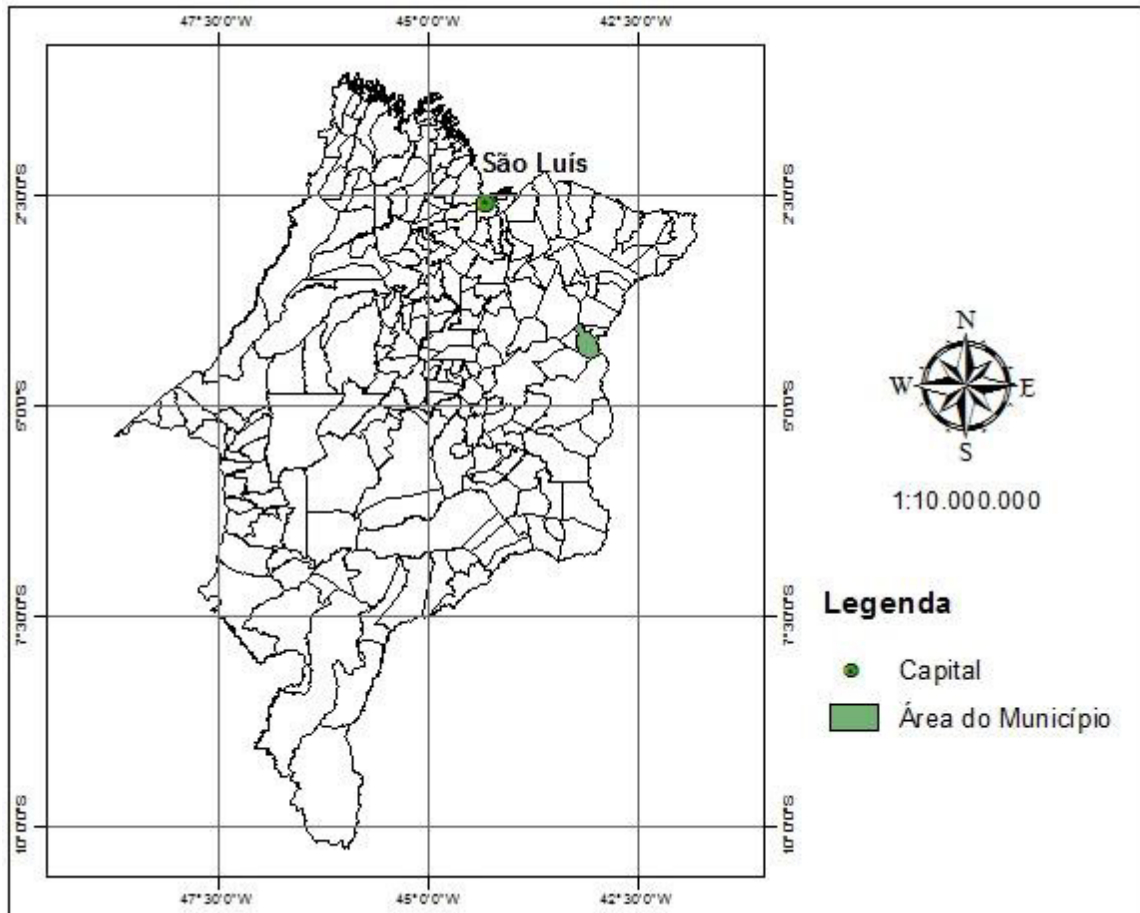 47°30'0"W 45°0'0"W 42°30'0"W
São Luís
2°30'0"S 2°30'0"S
5°0'0"S 5°0'0"S
N
W E
S
1:10.000.000
Legenda
Capital
Área do Município
7°30'0"S 7°30'0"S
10°0'0"S 10°0'0"S
47°30'0"W 45°0'0"W 42°30'0"W